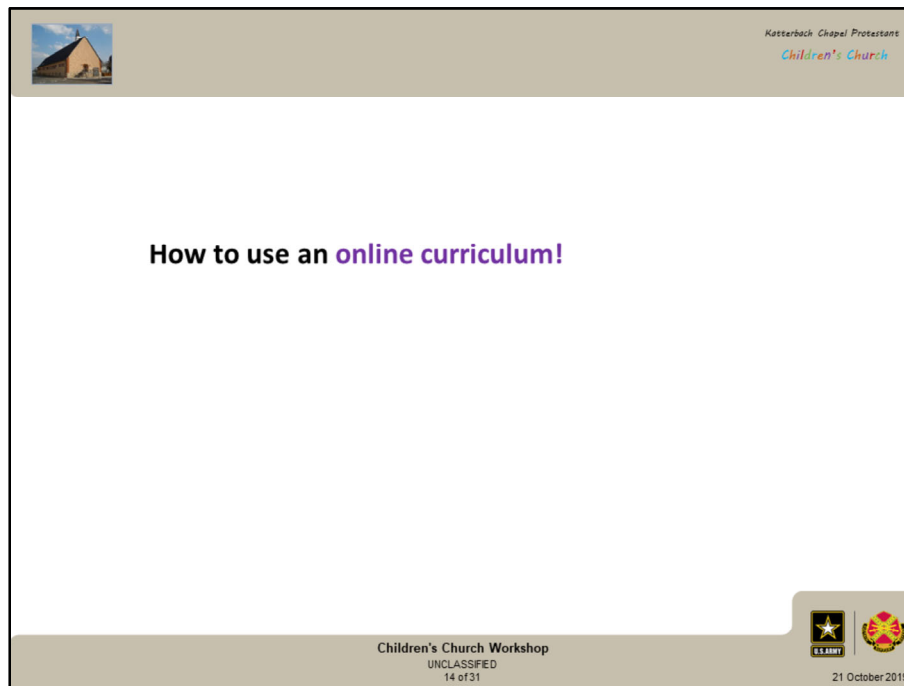 Katterbach Chapel Protestant
Children's Church
How to use an online curriculum!
Children's Church Workshop
UNCLASSIFIED
14 of 31
U.S.ARMY
21 October 2019